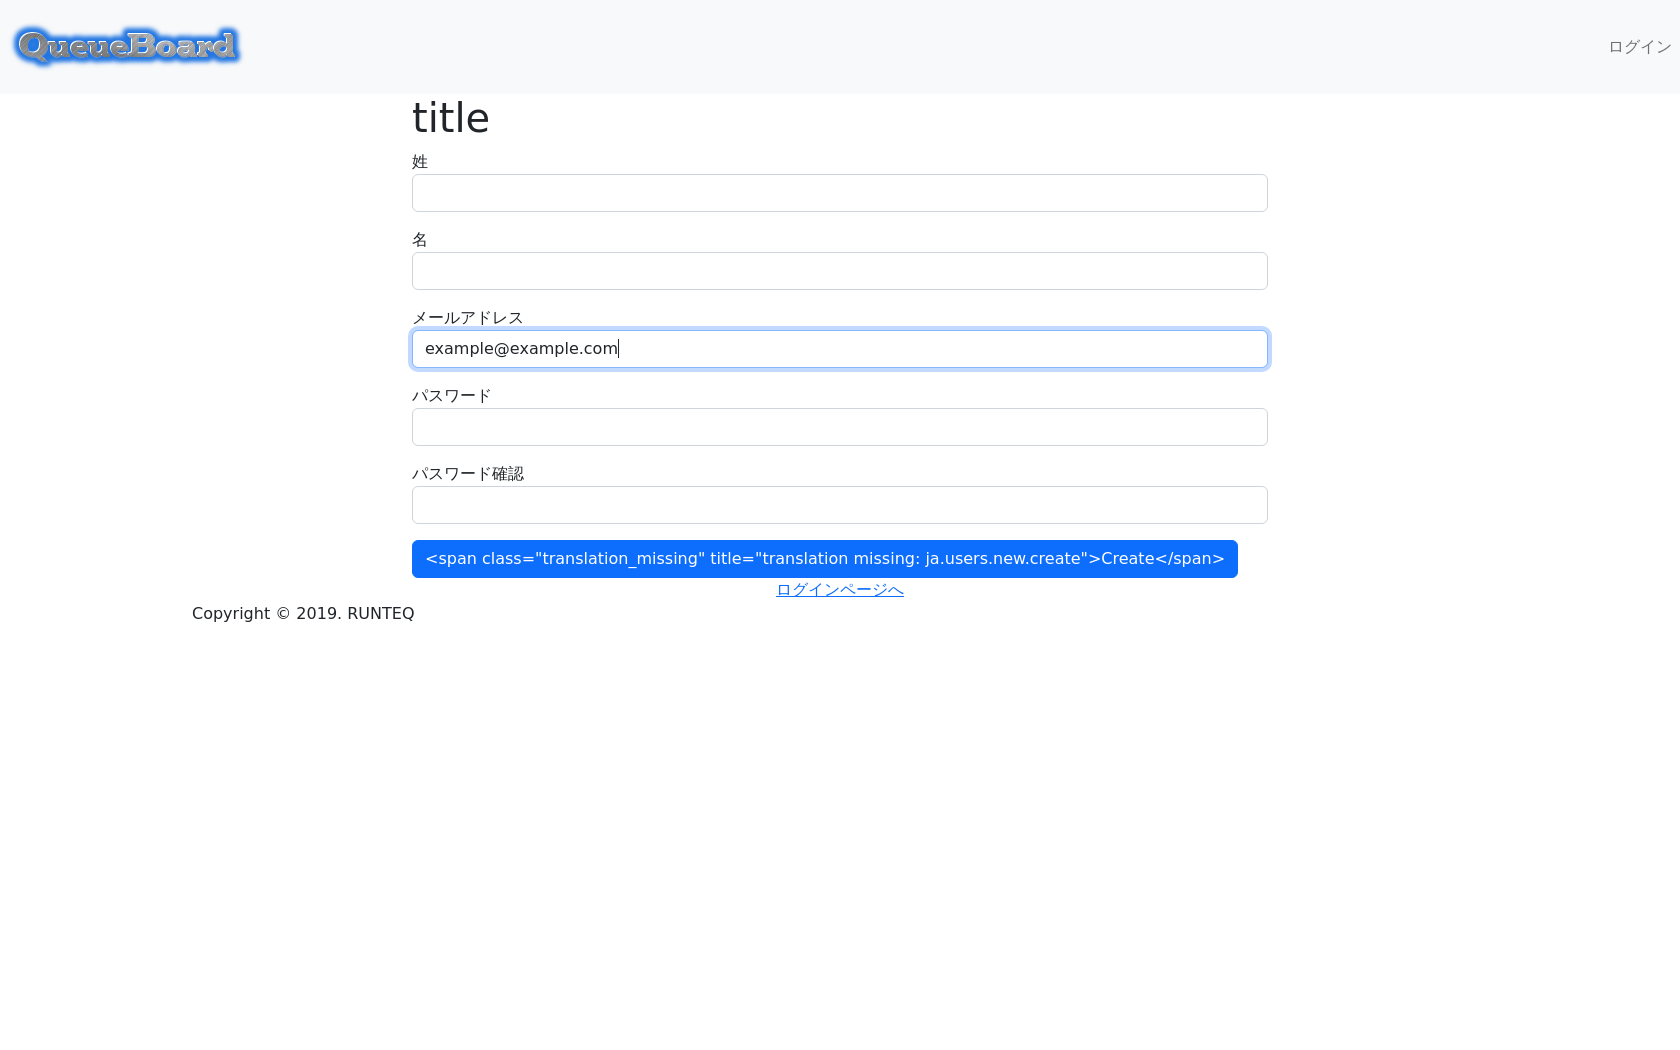 QueueBoard
ログイン
title
姓
名
メールアドレス
example@example.com
パスワード
パスワード確認
<span class="translation_missing" title="translation missing: ja.users.new.create">Create</span>
ログインページへ
Copyright © 2019. RUNTEQ